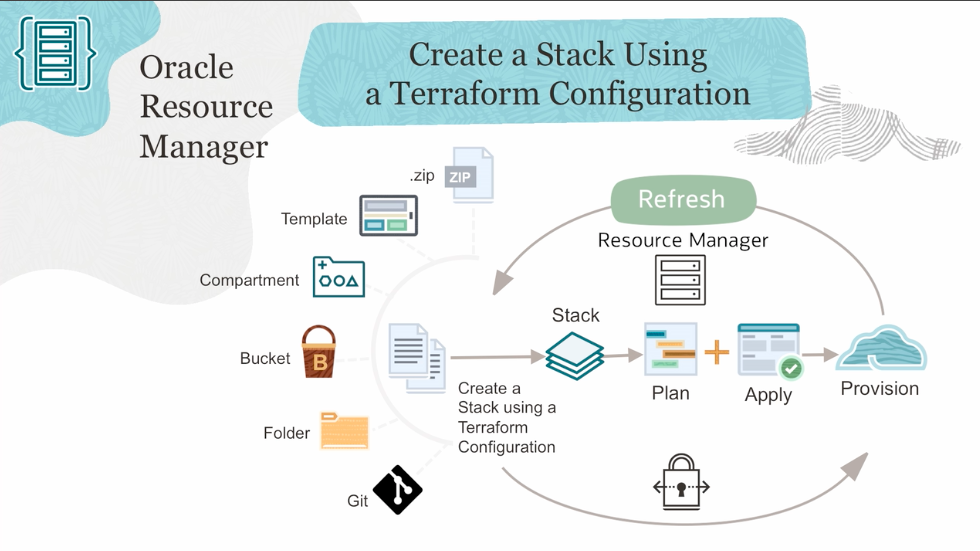 Oracle
Resource
Manager
Create a Stack Using
a Terraform Configuration
.zip
ZIP
Template
Compartment
Bucket
B
Folder
Git
Create a
Stack using a
Terraform
Configuration
Stack
Refresh
Resource Manager
Plan
Apply
Provision